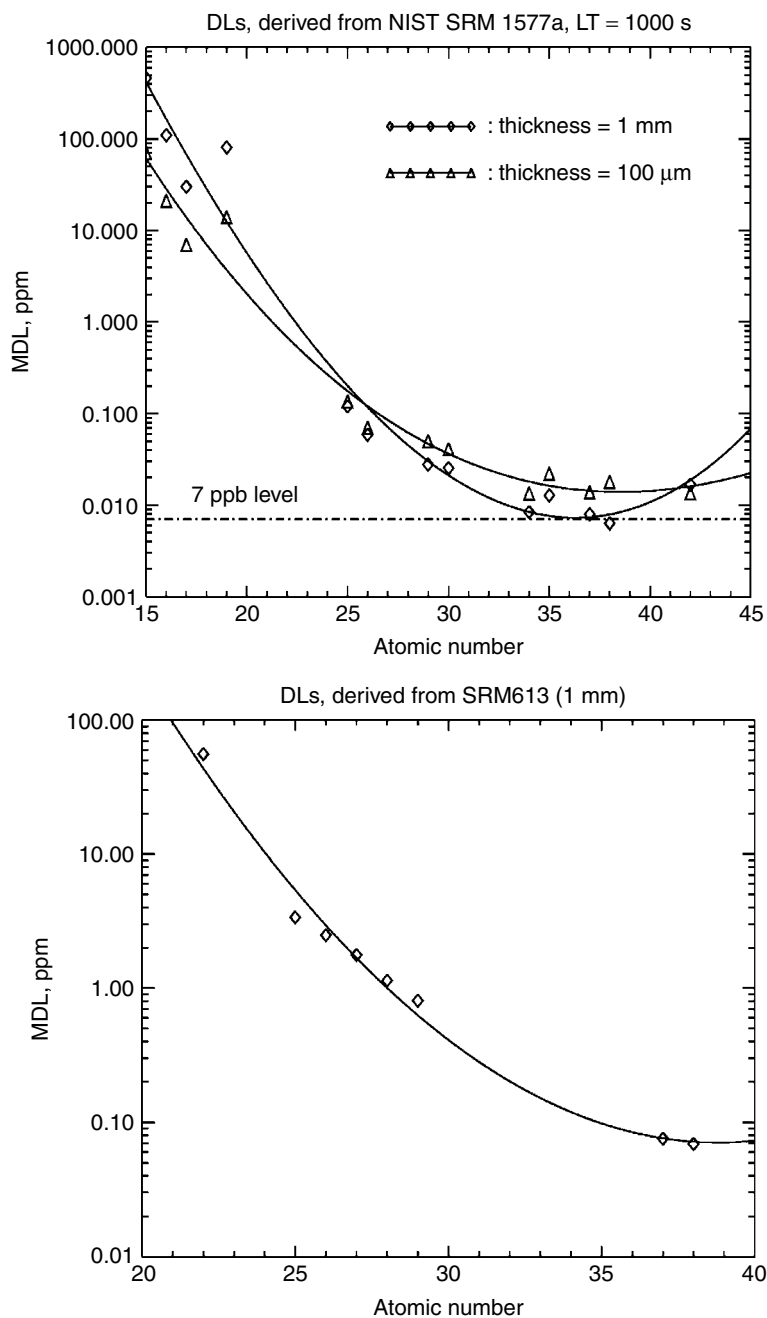 DLs, derived from NIST SRM 1577a, LT = 1000 s
1000.000
100.000
10.000
1.000
0.100
0.010
0.001
MDL, ppm
: thickness = 1 mm
: thickness = 100 μm
7 ppb level
15 20 25 30 35 40 45
Atomic number
DLs, derived from SRM613 (1 mm)
100.00
10.00
1.00
0.10
0.01
MDL, ppm
20 25 30 35 40
Atomic number